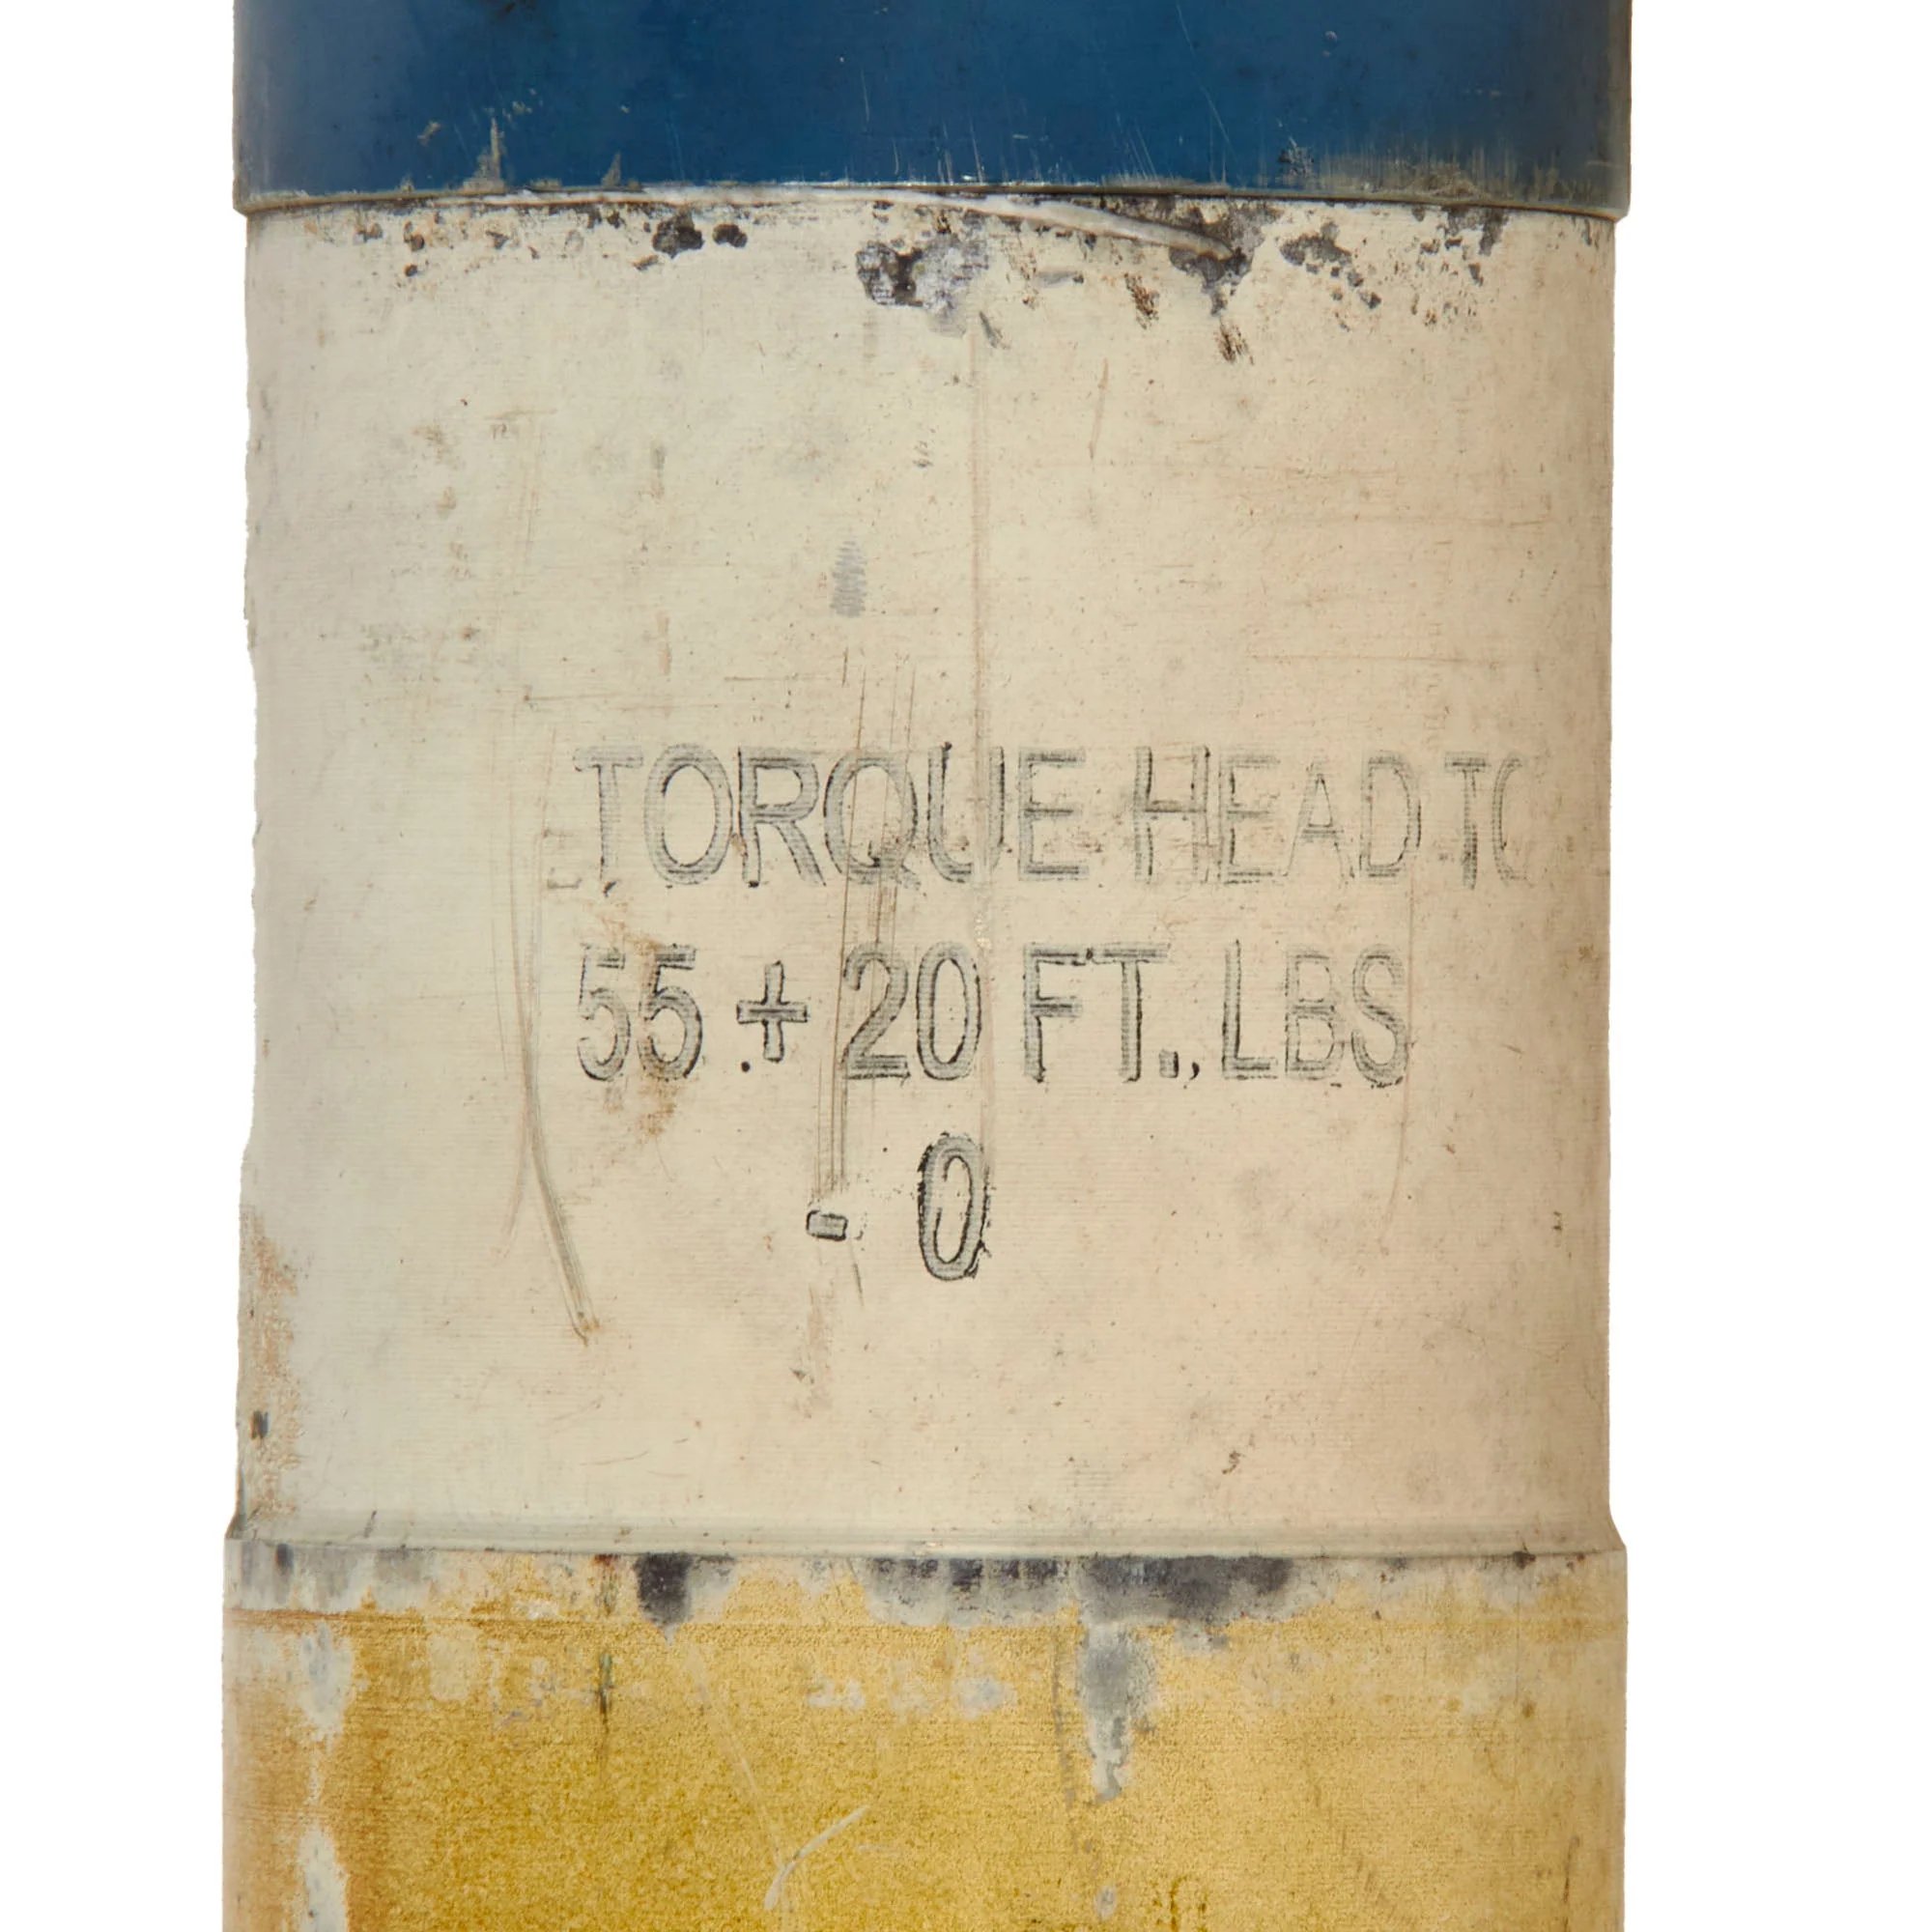 TORQUE HEAD TO
55 + 20 FT., LBS
- 0